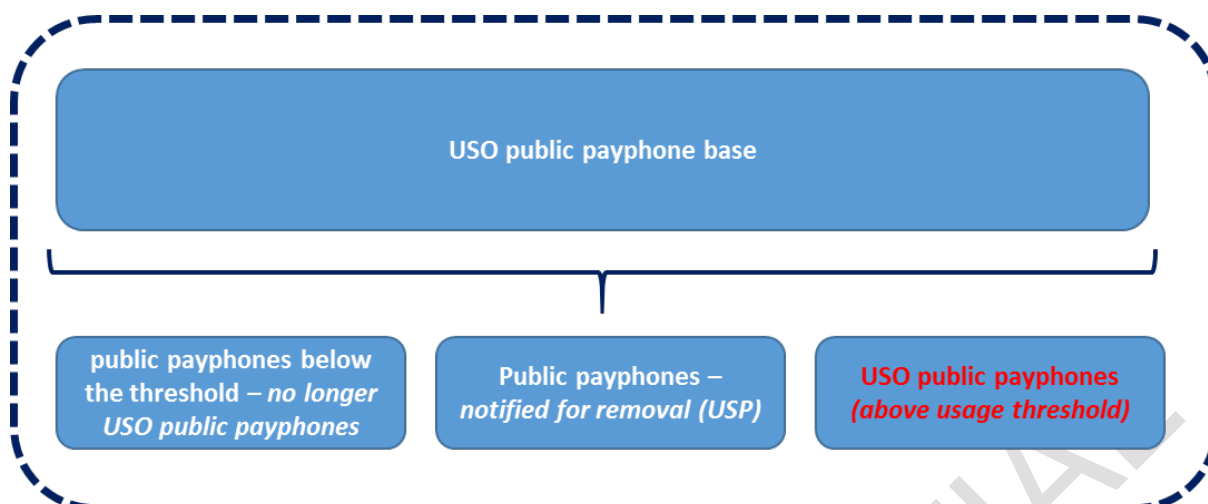 USO public payphone base
public payphones below
the threshold – no longer
USO public payphones
Public payphones –
notified for removal (USP)
USO public payphones
(above usage threshold)